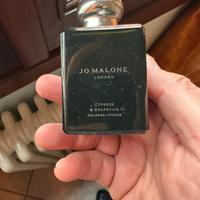 JO MALONE
LONDON
CYPRESS
& GRAPEVINE
COLOGNE INTENSE